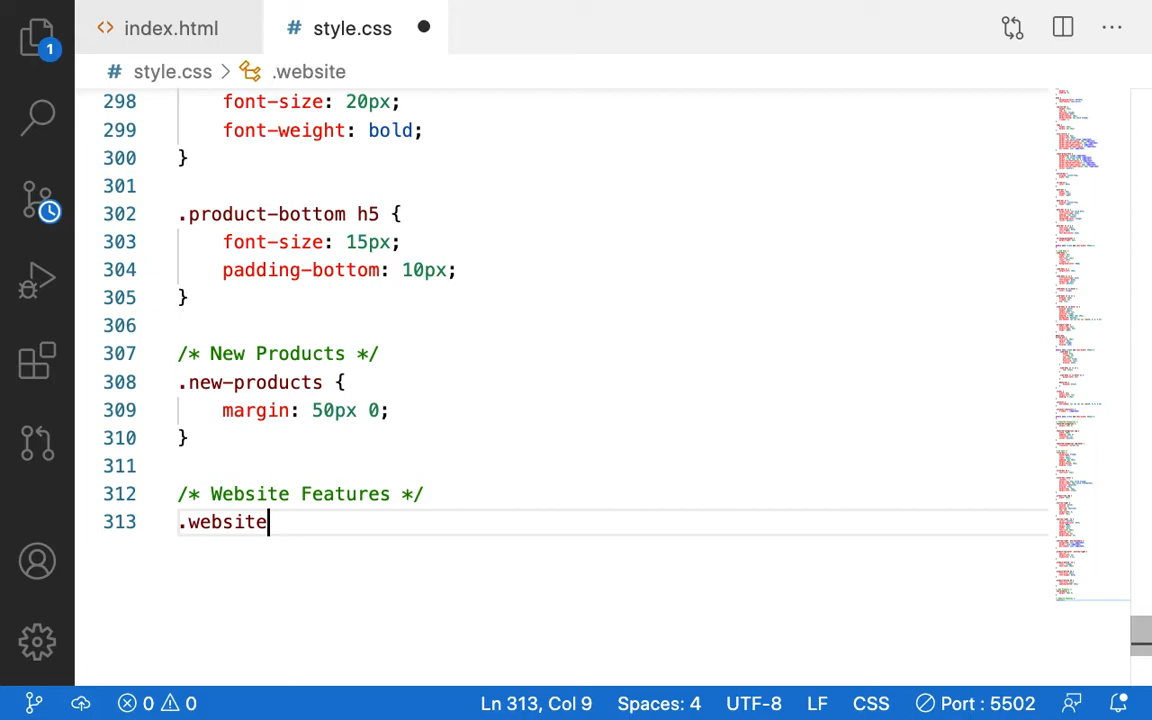 index.html
# style.css
1
# style.css > .website
298 font-size: 20px;
299 font-weight: bold;
300 }
301
302 .product-bottom h5 {
303 font-size: 15px;
304 padding-bottom: 10px;
305 }
306
307 /* New Products */
308 .new-products {
309 margin: 50px 0;
310 }
311
312 /* Website Features */
313 .website
0 0 Ln 313, Col 9 Spaces: 4 UTF-8 LF CSS Port : 5502